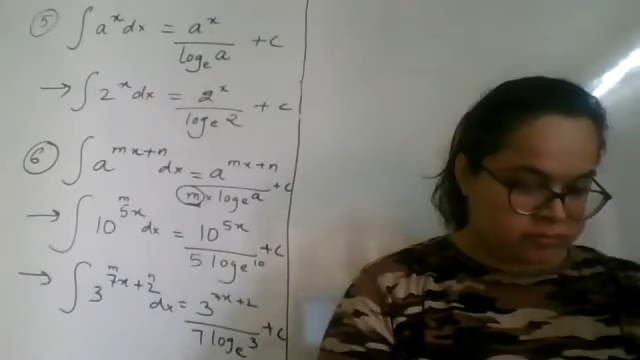 ⑤ ∫ a^x dx = a^x / log_e a + c
→ ∫ 2^x dx = 2^x / log_e 2 + c
⑥ ∫ a^(mx+n) dx = a^(mx+n) / m × log_e a + c
m
→ ∫ 10^(5x) dx = 10^(5x) / 5 log_e 10 + c
m n
→ ∫ 3^(7x+2) dx = 3^(7x+2) / 7 log_e 3 + c